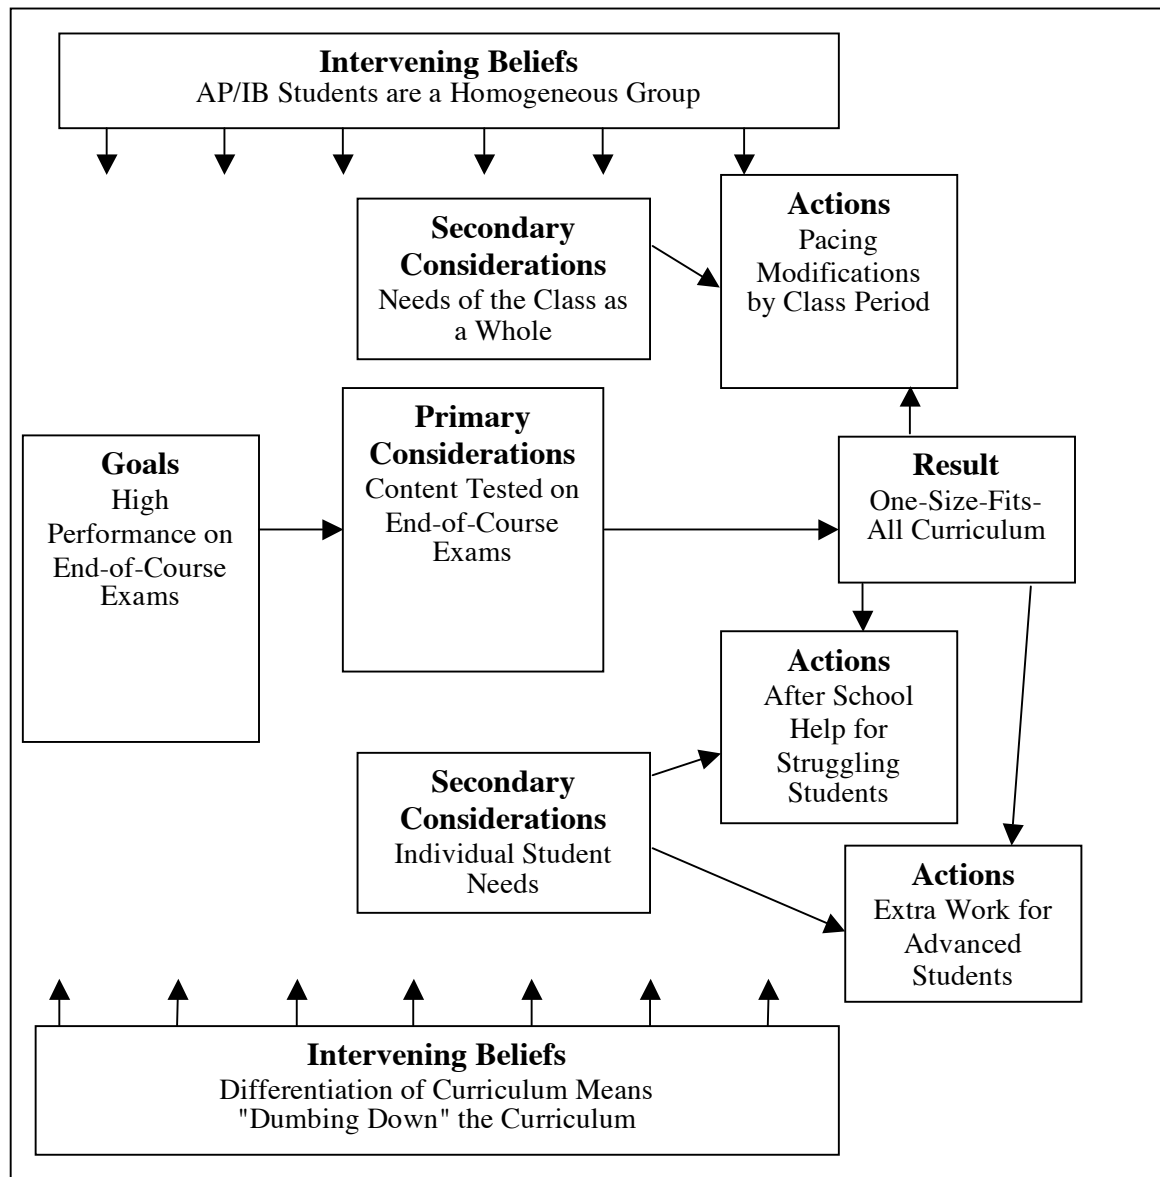 Intervening Beliefs
AP/IB Students are a Homogeneous Group
Secondary
Considerations
Needs of the Class as
a Whole
Actions
Pacing
Modifications
by Class Period
Goals
High
Performance on
End-of-Course
Exams
Primary
Considerations
Content Tested on
End-of-Course
Exams
Result
One-Size-Fits-
All Curriculum
Actions
After School
Help for
Struggling
Students
Secondary
Considerations
Individual Student
Needs
Actions
Extra Work for
Advanced
Students
Intervening Beliefs
Differentiation of Curriculum Means
"Dumbing Down" the Curriculum